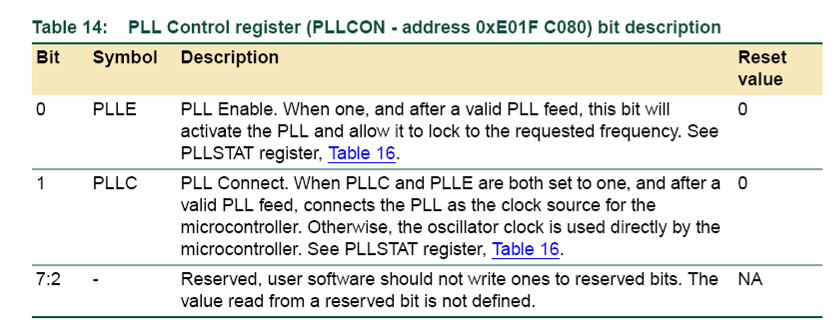 Table 14: PLL Control register (PLLCON - address 0xE01F C080) bit description
Bit Symbol Description Reset value
0 PLLE PLL Enable. When one, and after a valid PLL feed, this bit will 0
activate the PLL and allow it to lock to the requested frequency. See
PLLSTAT register, Table 16.
1 PLLC PLL Connect. When PLLC and PLLE are both set to one, and after a 0
valid PLL feed, connects the PLL as the clock source for the
microcontroller. Otherwise, the oscillator clock is used directly by the
microcontroller. See PLLSTAT register, Table 16.
7:2 - Reserved, user software should not write ones to reserved bits. The NA
value read from a reserved bit is not defined.